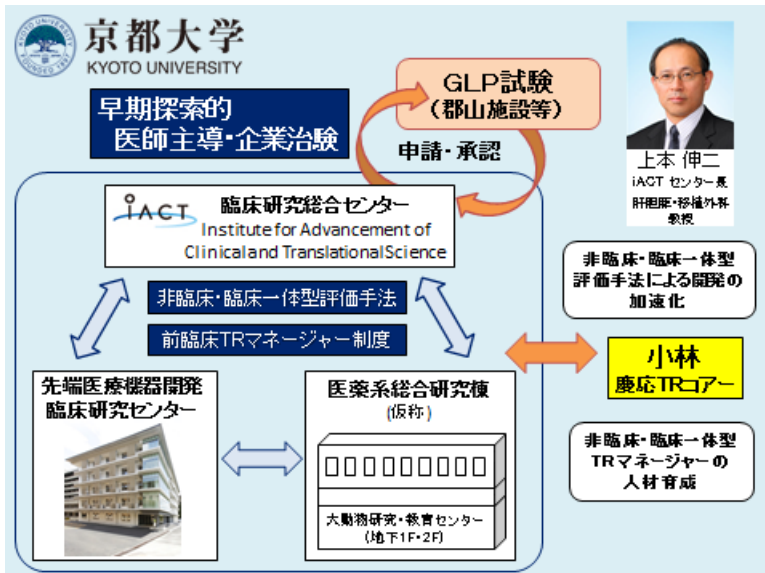 京都大学
KYOTO UNIVERSITY
KYOTO UNIVERSITY
FOUNDED 1897
早期探索的
医師主導・企業治験
GLP試験
(郡山施設等)
申請・承認
上本 伸二
iACT センター長
肝胆膵・移植外科
教授
iACT
臨床研究総合センター
Institute for Advancement of
Clinical and Translational Science
非臨床・臨床一体型
評価手法による開発の
加速化
非臨床・臨床一体型評価手法
前臨床TRマネージャー制度
小林
慶応TRコアー
先端医療機器開発
臨床研究センター
医薬系総合研究棟
(仮称)
大動物研究・教育センター
(地下1F・2F)
非臨床・臨床一体型
TRマネージャーの
人材育成